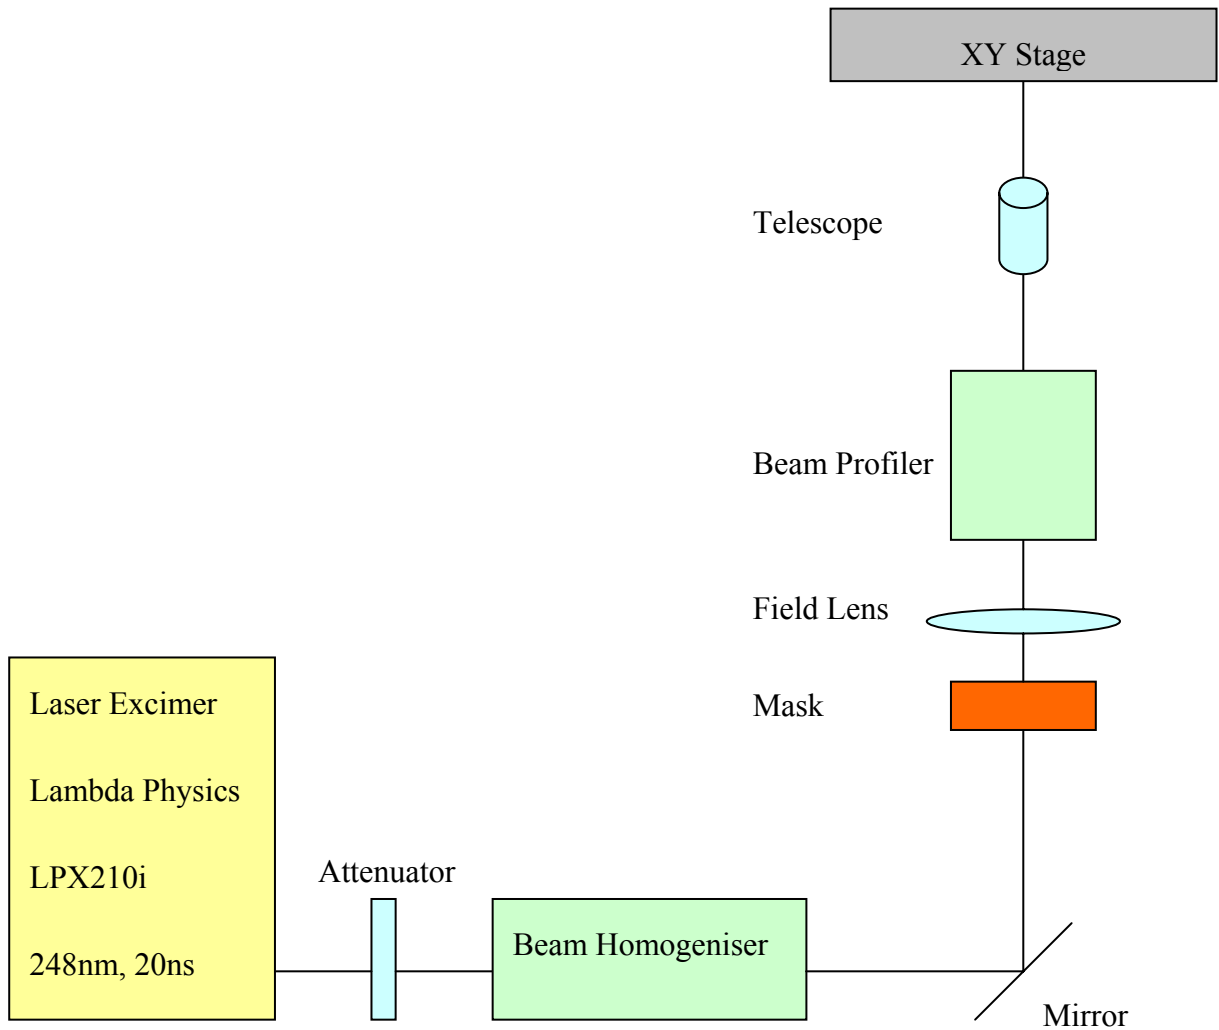 XY Stage
Telescope
Beam Profiler
Field Lens
Mask
Laser Excimer
Lambda Physics
LPX210i
248nm, 20ns
Attenuator
Beam Homogeniser
Mirror